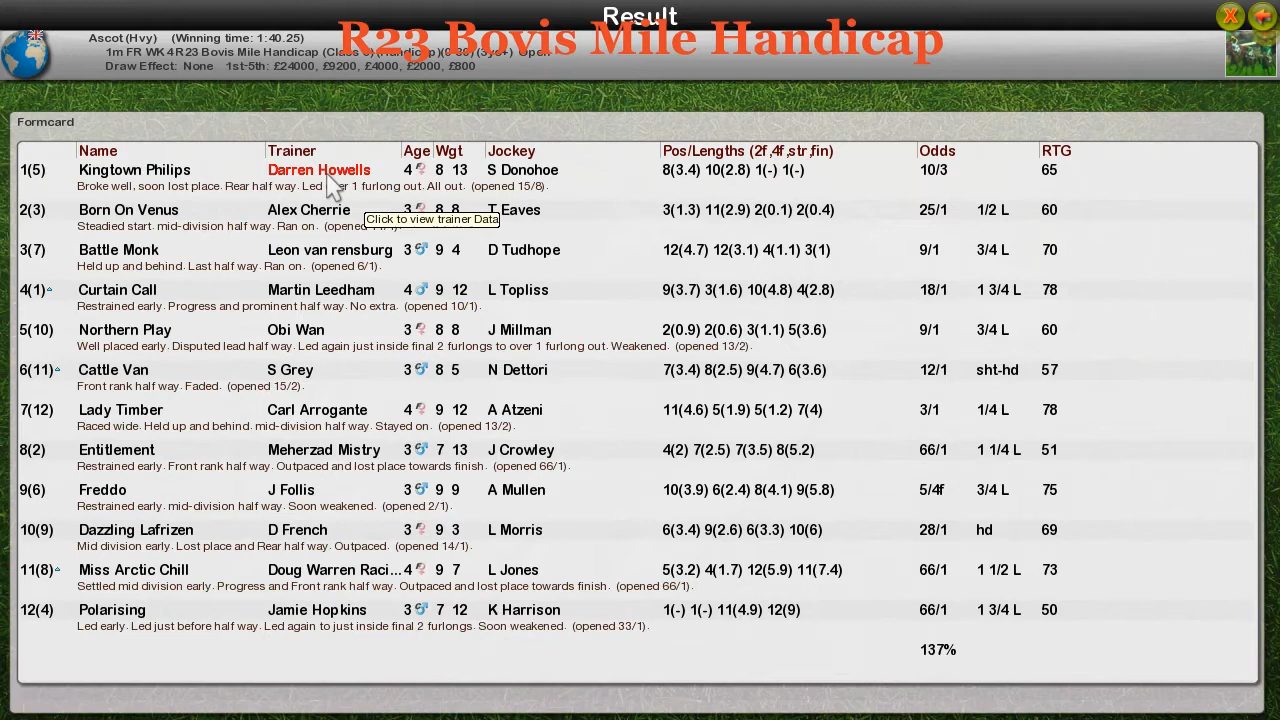 Result
R23 Bovis Mile Handicap
Ascot (Hvy) (Winning time: 1:40.25)
1m FR WK4 R23 Bovis Mile Handicap (Class (Handicap) (3yo+) Open
Draw Effect: None 1st-5th: £24000, £9200, £4000, £2000, £800
Formcard
Name Trainer Age Wgt Jockey Pos/Lengths (2f,4f,str,fin) Odds RTG
1(5) Kingtown Philips Darren Howells 4 8 13 S Donohoe 8(3.4) 10(2.8) 1(-) 1(-) 10/3 65
Broke well, soon lost place. Rear half way. Led over 1 furlong out. All out. (opened 15/8).
2(3) Born On Venus Alex Cherrie 3 8 8 T Eaves 3(1.3) 11(2.9) 2(0.1) 2(0.4) 25/1 1/2 L 60
Click to view trainer Data
Steadied start. mid-division half way. Ran on. (opened
3(7) Battle Monk Leon van rensburg 3 9 4 D Tudhope 12(4.7) 12(3.1) 4(1.1) 3(1) 9/1 3/4 L 70
Held up and behind. Last half way. Ran on. (opened 6/1).
4(1) Curtain Call Martin Leedham 4 9 12 L Topliss 9(3.7) 3(1.6) 10(4.8) 4(2.8) 18/1 1 3/4 L 78
Restrained early. Progress and prominent half way. No extra. (opened 10/1).
5(10) Northern Play Obi Wan 3 8 8 J Millman 2(0.9) 2(0.6) 3(1.1) 5(3.6) 9/1 3/4 L 60
Well placed early. Disputed lead half way. Led again just inside final 2 furlongs to over 1 furlong out. Weakened. (opened 13/2).
6(11) Cattle Van S Grey 3 8 5 N Dettori 7(3.4) 8(2.5) 9(4.7) 6(3.6) 12/1 sht-hd 57
Front rank half way. Faded. (opened 15/2).
7(12) Lady Timber Carl Arrogante 4 9 12 A Atzeni 11(4.6) 5(1.9) 5(1.2) 7(4) 3/1 1/4 L 78
Raced wide. Held up and behind. mid-division half way. Stayed on. (opened 13/2).
8(2) Entitlement Meherzad Mistry 3 7 13 J Crowley 4(2) 7(2.5) 7(3.5) 8(5.2) 66/1 1 1/4 L 51
Restrained early. Front rank half way. Outpaced and lost place towards finish. (opened 66/1).
9(6) Freddo J Follis 3 9 9 A Mullen 10(3.9) 6(2.4) 8(4.1) 9(5.8) 5/4f 3/4 L 75
Restrained early. mid-division half way. Soon weakened. (opened 2/1).
10(9) Dazzling Lafrizen D French 3 9 3 L Morris 6(3.4) 9(2.6) 6(3.3) 10(6) 28/1 hd 69
Mid division early. Lost place and Rear half way. Outpaced. (opened 14/1).
11(8) Miss Arctic Chill Doug Warren Raci... 4 9 7 L Jones 5(3.2) 4(1.7) 12(5.9) 11(7.4) 66/1 1 1/2 L 73
Settled mid division early. Progress and Front rank half way. Outpaced and lost place towards finish. (opened 66/1).
12(4) Polarising Jamie Hopkins 3 7 12 K Harrison 1(-) 1(-) 11(4.9) 12(9) 66/1 1 3/4 L 50
Led early. Led just before half way. Led again to just inside final 2 furlongs. Soon weakened. (opened 33/1).
137%